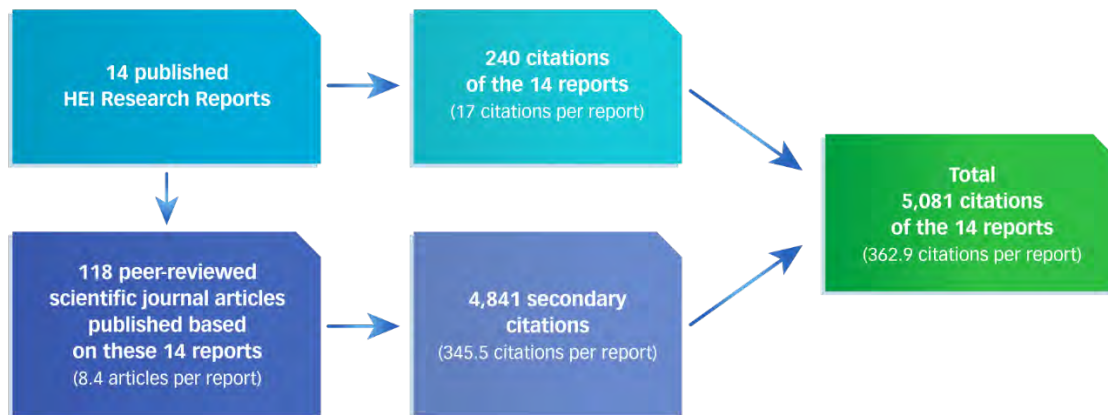 14 published
HEI Research Reports
240 citations
of the 14 reports
(17 citations per report)
118 peer-reviewed
scientific journal articles
published based
on these 14 reports
(8.4 articles per report)
4,841 secondary
citations
(345.5 citations per report)
Total
5,081 citations
of the 14 reports
(362.9 citations per report)